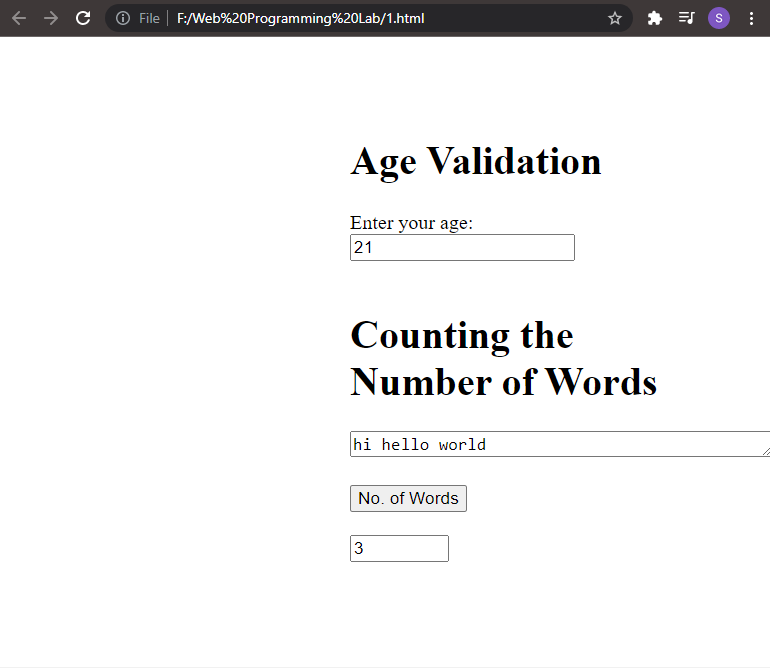 File F:/Web%20Programming%20Lab/1.html S
Age Validation
Enter your age:
21
Counting the
Number of Words
hi hello world
No. of Words
3